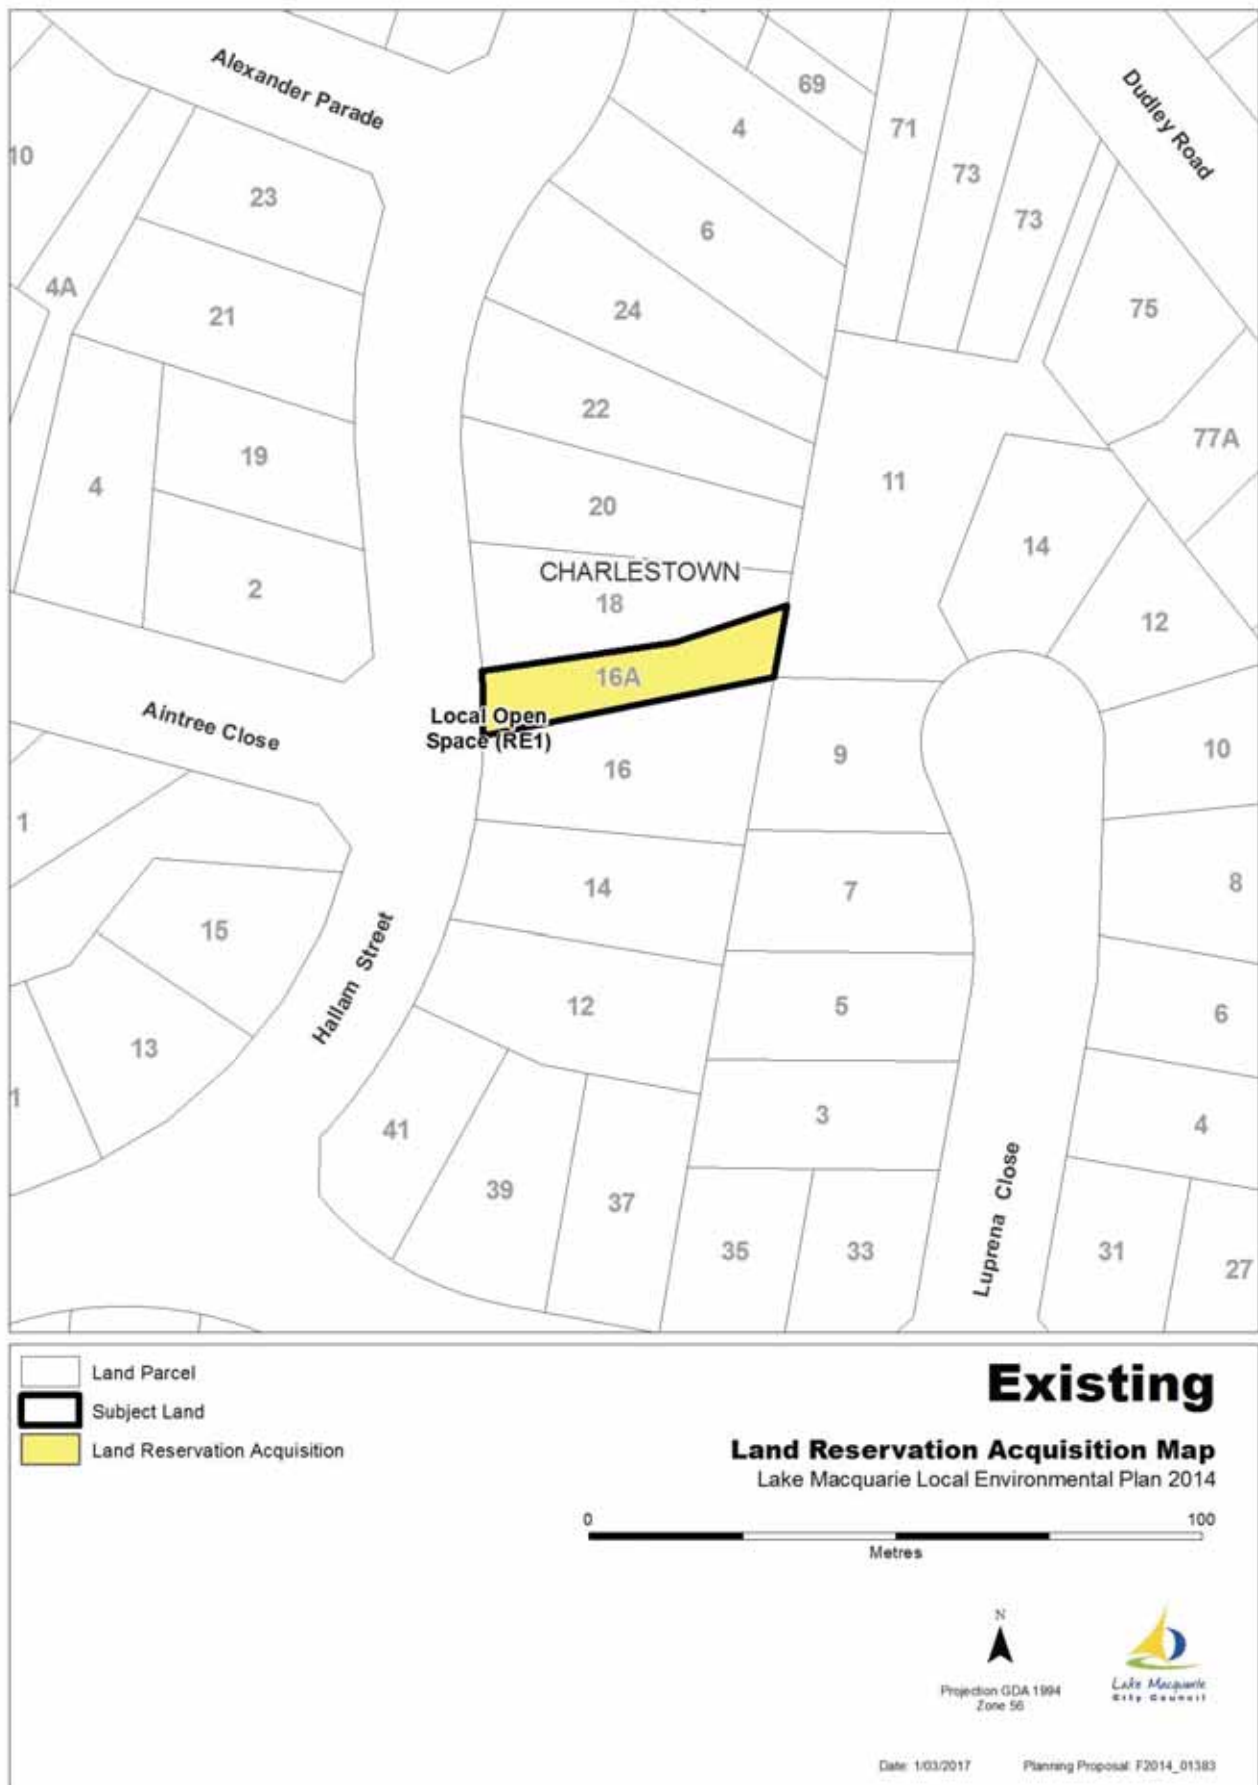 Alexander Parade
Dudley Road
69
4
71
10
73
23
73
6
4A
75
24
21
22
77A
19
11
4
20
14
CHARLESTOWN
2
18
12
16A
Aintree Close
Local Open
Space (RE1)
10
9
16
1
8
14
7
15
Hallam Street
12
5
6
13
1
3
4
41
39
37
Luprena Close
35
33
31
27
Land Parcel
Subject Land
Land Reservation Acquisition
Existing
Land Reservation Acquisition Map
Lake Macquarie Local Environmental Plan 2014
0 100
Metres
N
Projection GDA 1994
Zone 56
Lake Macquarie
City Council
Date: 1/03/2017 Planning Proposal: F2014_01383